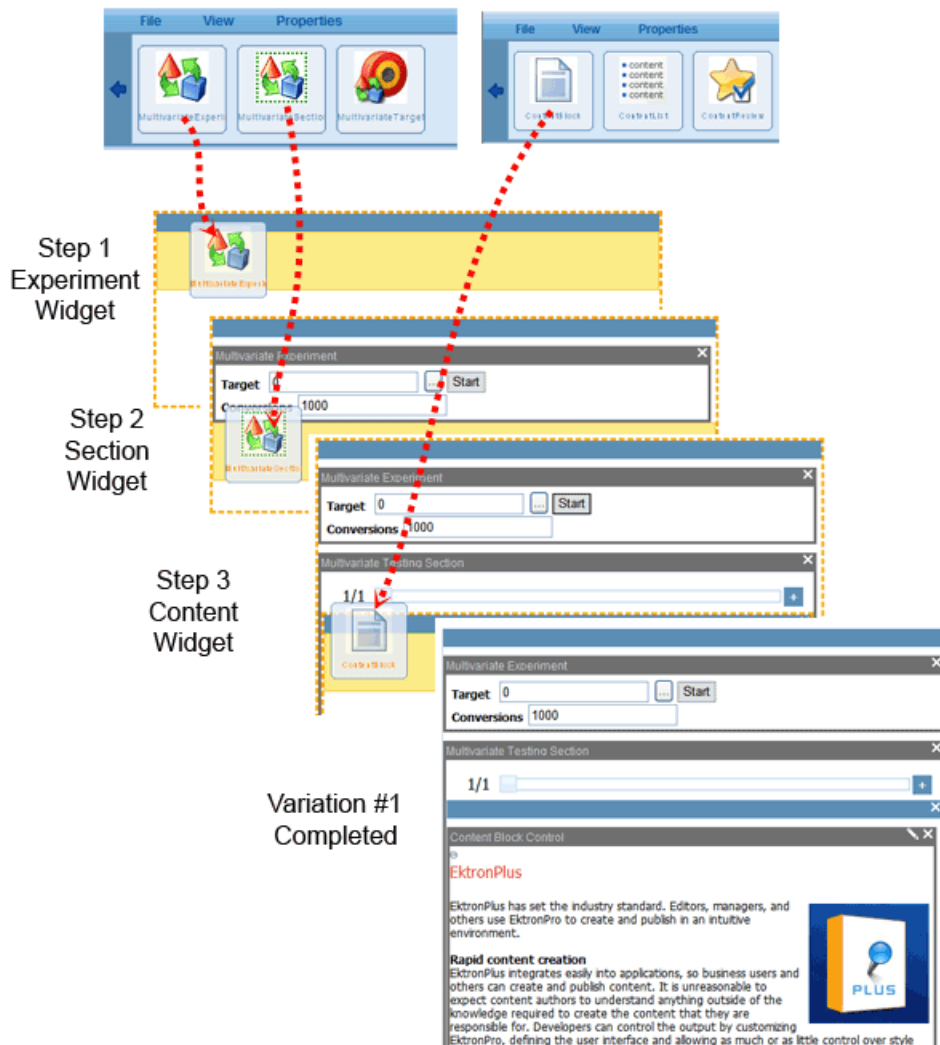 File View Properties
MultivariateExperi MultivariateSectio MultivariateTarget
File View Properties
ContentBlock ContentList ContentReview
content
content
content
content
Step 1
Experiment
Widget
MultivariateExperi
Multivariate Experiment
Target 0 ... Start
Conversions 1000
Step 2
Section
Widget
MultivariateSectio
Multivariate Experiment
Target 0 ... Start
Conversions 1000
Multivariate Testing Section
1/1 +
Step 3
Content
Widget
ContentBlock
Multivariate Experiment
Target 0 ... Start
Conversions 1000
Multivariate Testing Section
1/1 +
Variation #1
Completed
Content Block Control
EktronPlus
EktronPlus has set the industry standard. Editors, managers, and
others use EktronPro to create and publish in an intuitive
environment.
Rapid content creation
EktronPlus integrates easily into applications, so business users and
others can create and publish content. It is unreasonable to
expect content authors to understand anything outside of the
knowledge required to create the content that they are
responsible for. Developers can control the output by customizing
EktronPro, defining the user interface and allowing as much or as little control over style
PLUS